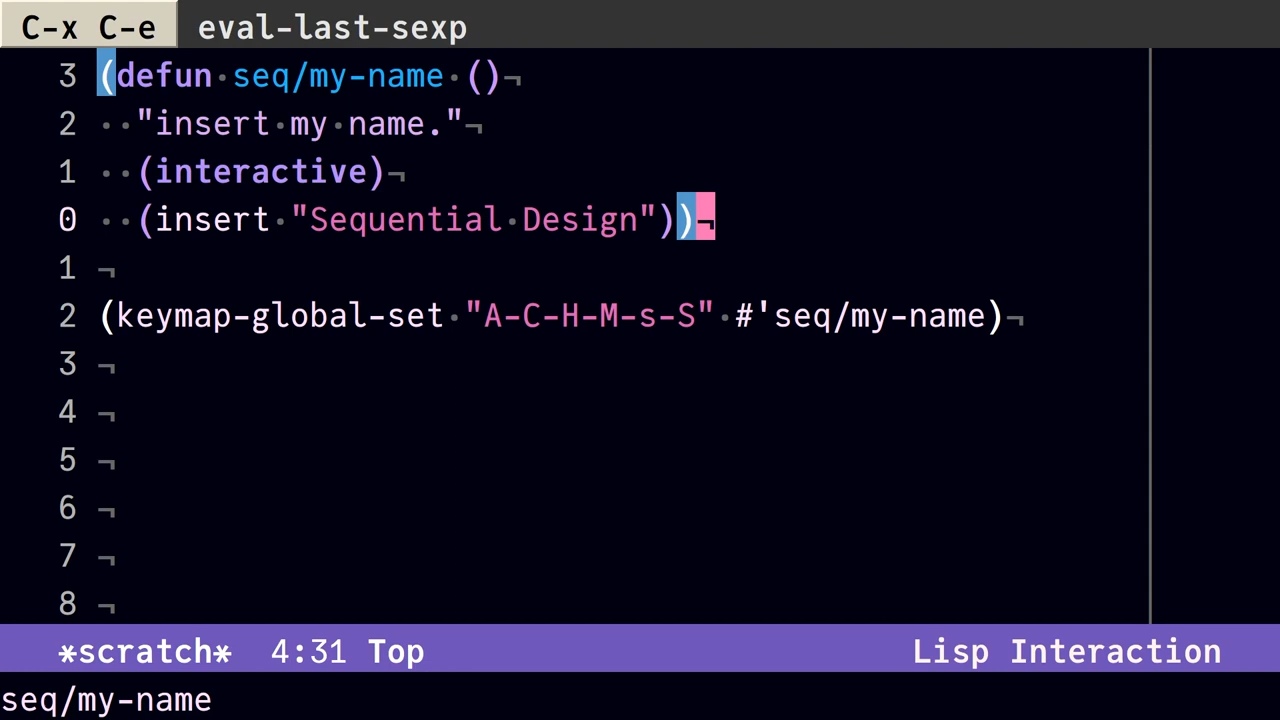 C-x C-e eval-last-sexp
3 (defun·seq/my-name·()¬
2 ··"insert·my·name."¬
1 ··(interactive)¬
0 ··(insert·"Sequential·Design"))¬
1 ¬
2 (keymap-global-set·"A-C-H-M-s-S"·#'seq/my-name)¬
3 ¬
4 ¬
5 ¬
6 ¬
7 ¬
8 ¬
*scratch* 4:31 Top Lisp Interaction
seq/my-name